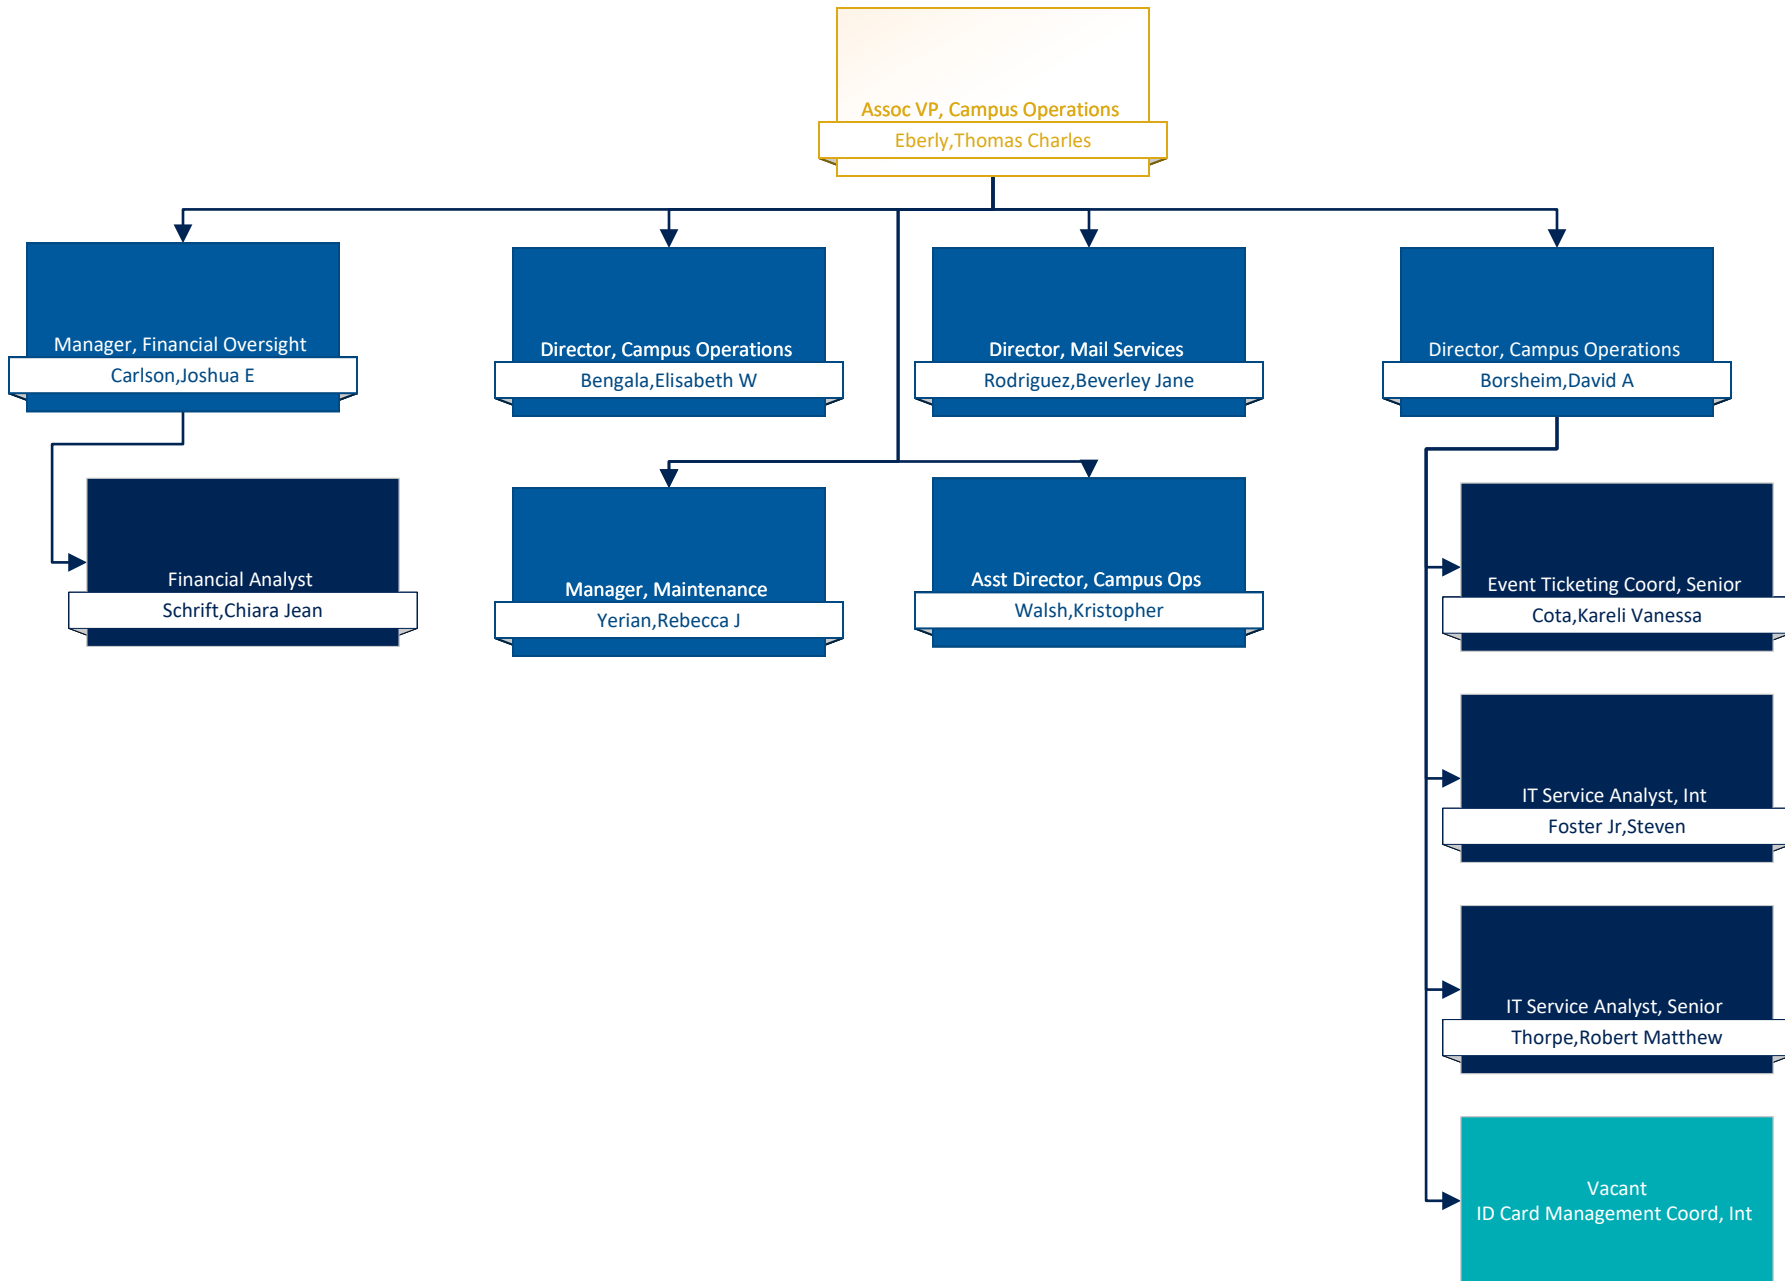 Assoc VP, Campus Operations
Eberly,Thomas Charles
Manager, Financial Oversight
Carlson,Joshua E
Director, Campus Operations
Bengala,Elisabeth W
Director, Mail Services
Rodriguez,Beverley Jane
Director, Campus Operations
Borsheim,David A
Financial Analyst
Schrift,Chiara Jean
Manager, Maintenance
Yerian,Rebecca J
Asst Director, Campus Ops
Walsh,Kristopher
Event Ticketing Coord, Senior
Cota,Kareli Vanessa
IT Service Analyst, Int
Foster Jr,Steven
IT Service Analyst, Senior
Thorpe,Robert Matthew
Vacant
ID Card Management Coord, Int